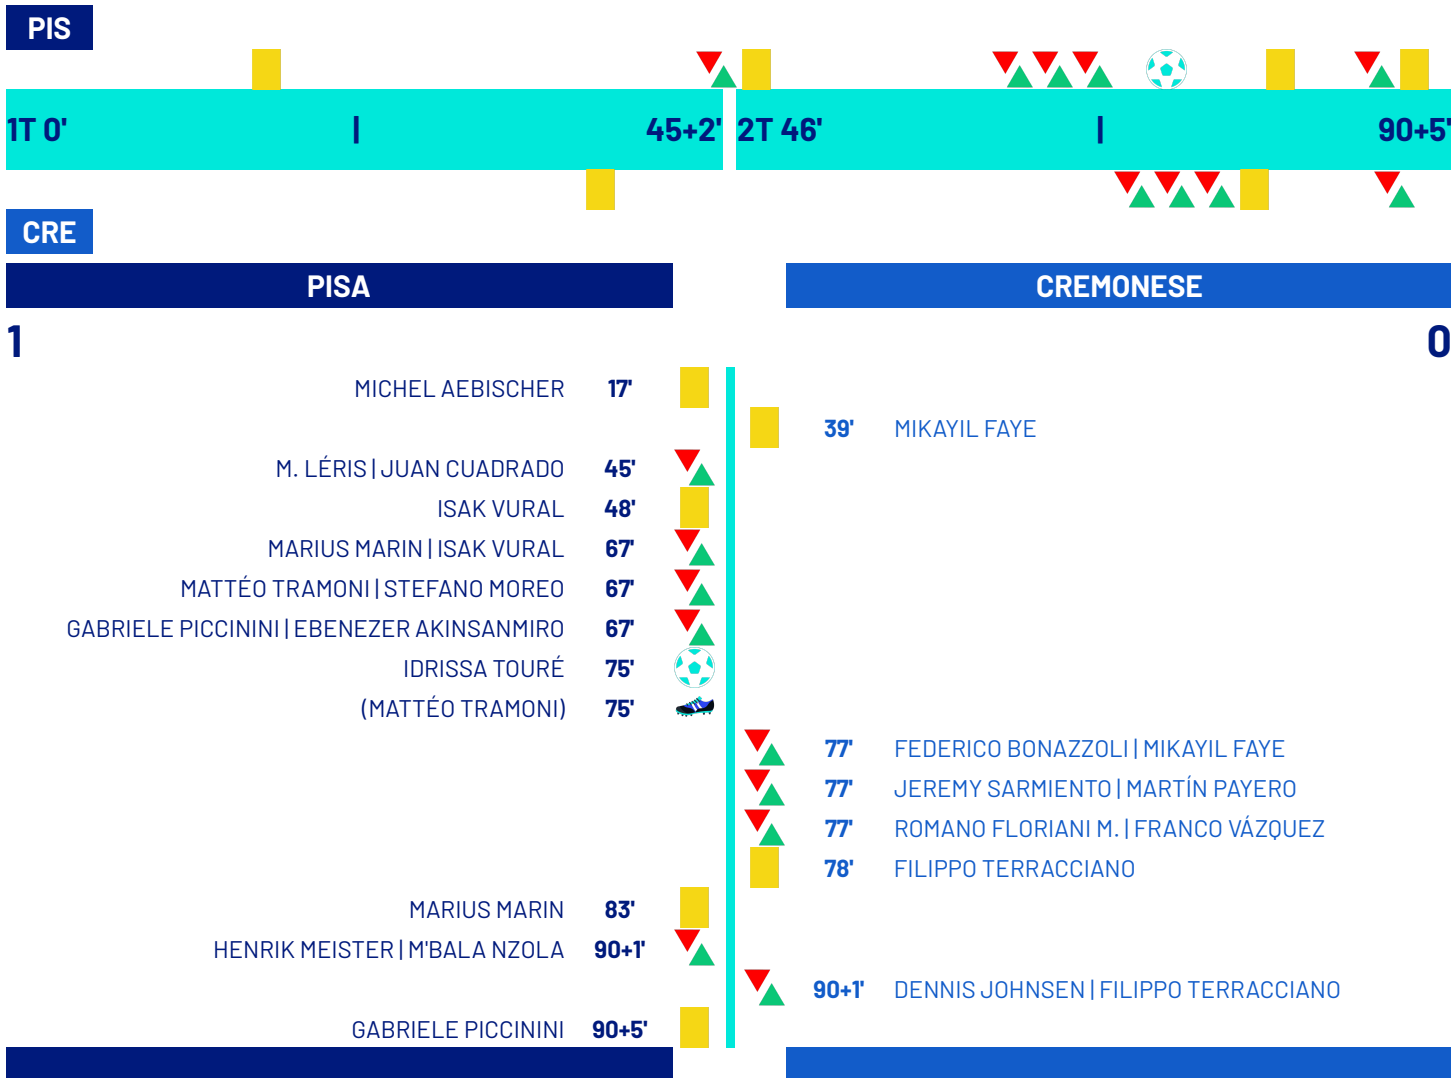 PIS
1T 0' | 45+2' 2T 46' | 90+5'
CRE
PISA CREMONESE
1 0
MICHEL AEBISCHER 17'
39' MIKAYIL FAYE
M. LÉRIS | JUAN CUADRADO 45'
ISAK VURAL 48'
MARIUS MARIN | ISAK VURAL 67'
MATTÉO TRAMONI | STEFANO MOREO 67'
GABRIELE PICCININI | EBENEZER AKINSANMIRO 67'
IDRISSA TOURÉ 75'
(MATTÉO TRAMONI) 75'
77' FEDERICO BONAZZOLI | MIKAYIL FAYE
77' JEREMY SARMIENTO | MARTÍN PAYERO
77' ROMANO FLORIANI M. | FRANCO VÁZQUEZ
78' FILIPPO TERRACCIANO
MARIUS MARIN 83'
HENRIK MEISTER | M'BALA NZOLA 90+1'
90+1' DENNIS JOHNSEN | FILIPPO TERRACCIANO
GABRIELE PICCININI 90+5'